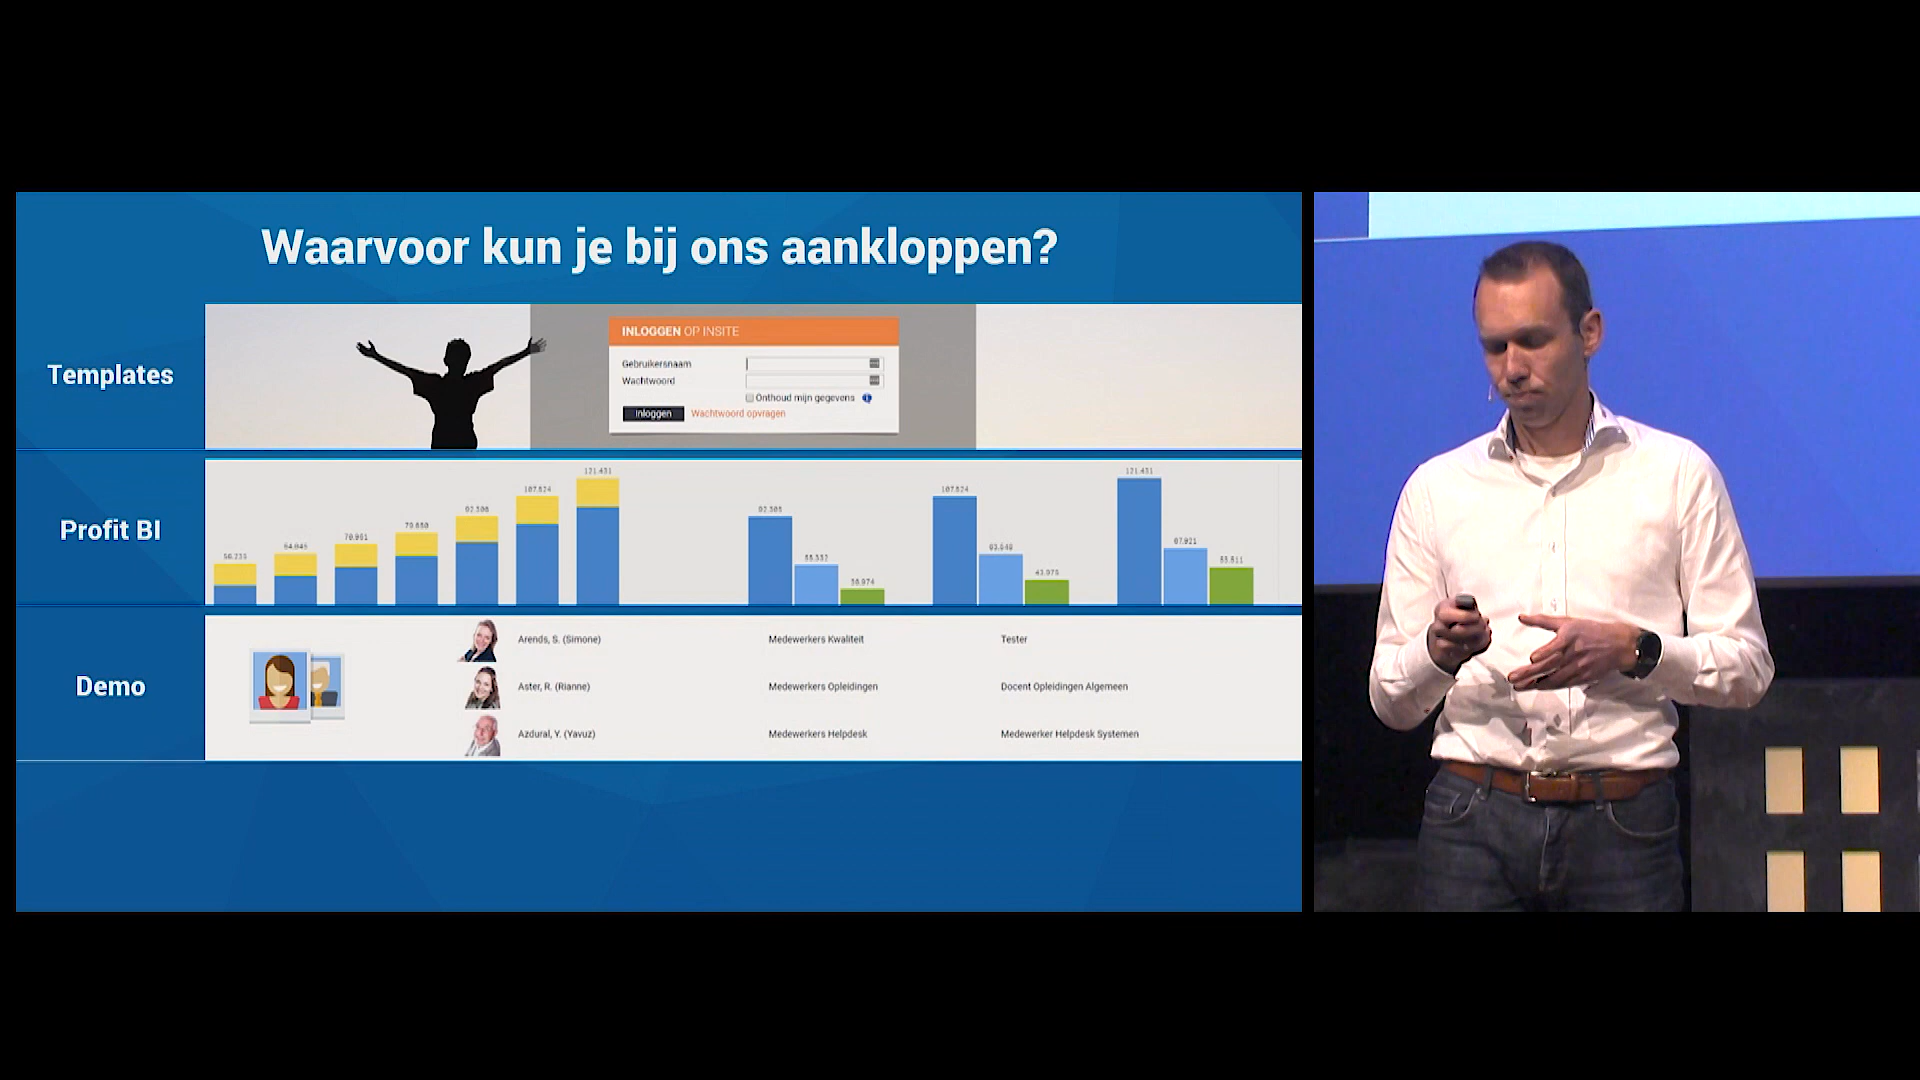 Waarvoor kun je bij ons aankloppen?
Templates
INLOGGEN OP INSITE
Gebruikersnaam
Wachtwoord
Onthoud mijn gegevens
Inloggen Wachtwoord opvragen
Profit BI
121.431
107.524
70.951
121.431
107.524
Demo
Arends, S. (Simone) Medewerkers Kwaliteit Tester
Aster, R. (Rianne) Medewerkers Opleidingen Docent Opleidingen Algemeen
Azdural, Y. (Yavuz) Medewerkers Helpdesk Medewerker Helpdesk Systemen